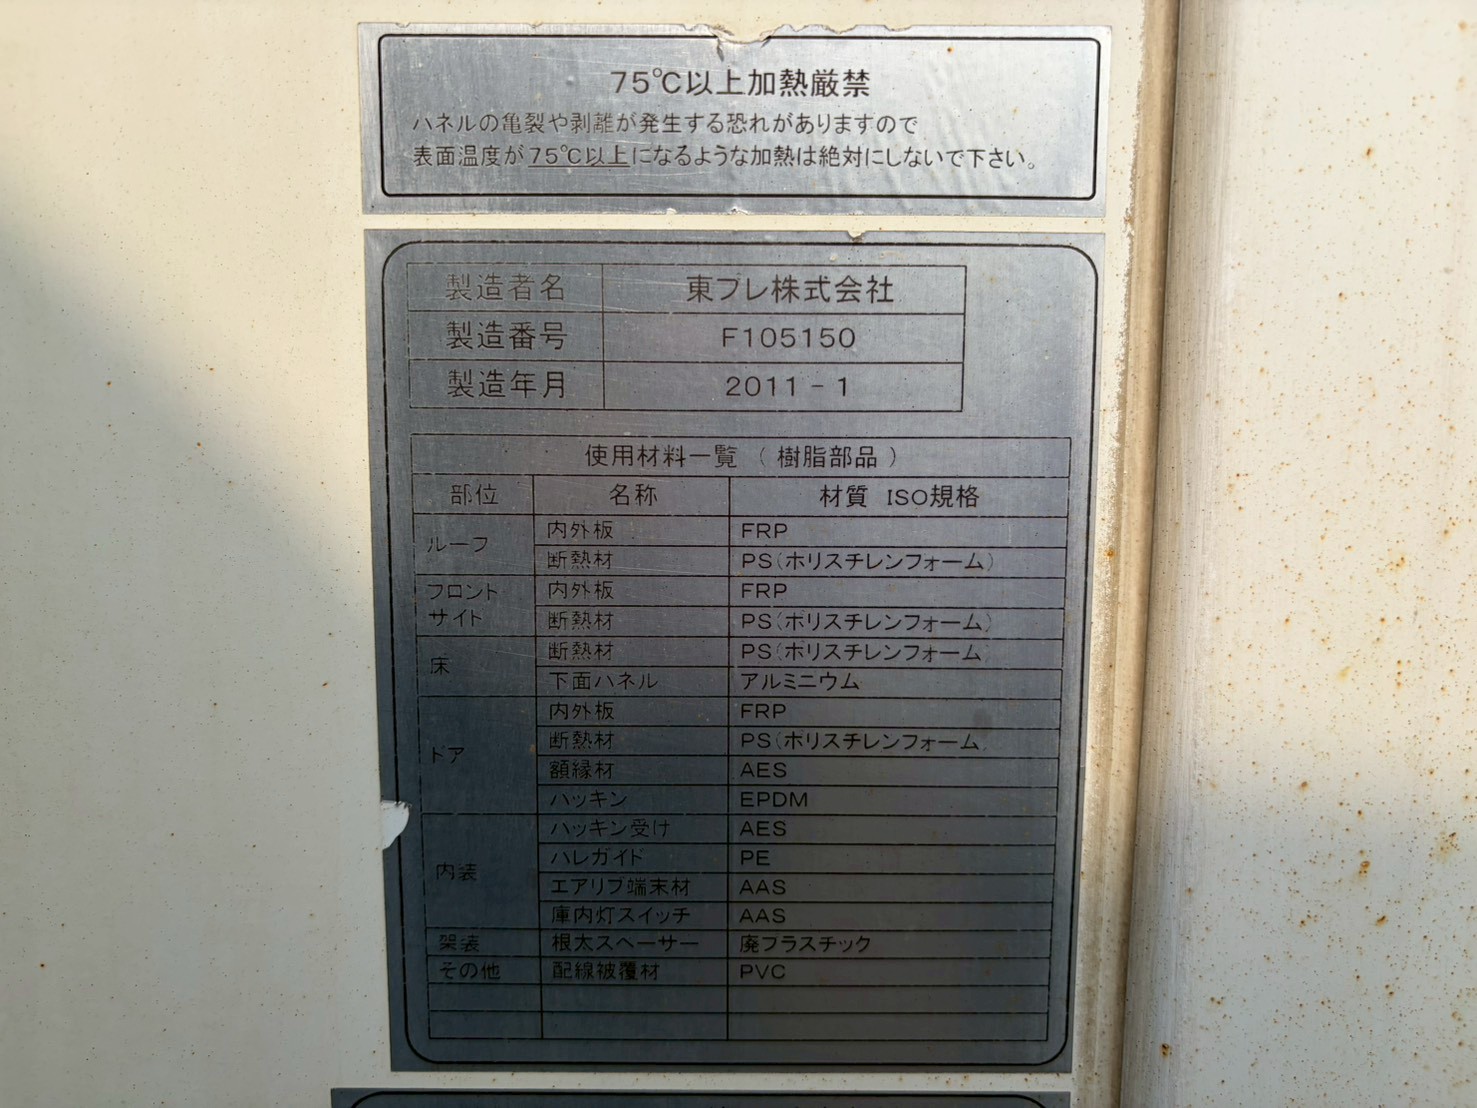 75℃以上加熱厳禁
パネルの亀裂や剥離が発生する恐れがありますので
表面温度が75℃以上になるような加熱は絶対にしないで下さい。
製造者名 東プレ株式会社
製造番号 F105150
製造年月 2011-1
使用材料一覧 (樹脂部品)
部位 名称 材質 ISO規格
ルーフ 内外板 FRP
断熱材 PS(ポリスチレンフォーム)
フロント 内外板 FRP
サイド 断熱材 PS(ポリスチレンフォーム)
床 断熱材 PS(ポリスチレンフォーム)
下面パネル アルミニウム
ドア 内外板 FRP
断熱材 PS(ポリスチレンフォーム)
額縁材 AES
パッキン EPDM
内装 パッキン受け AES
パレガイド PE
エアリブ端末材 AAS
庫内灯スイッチ AAS
架装 根太スペーサー 廃プラスチック
その他 配線被覆材 PVC